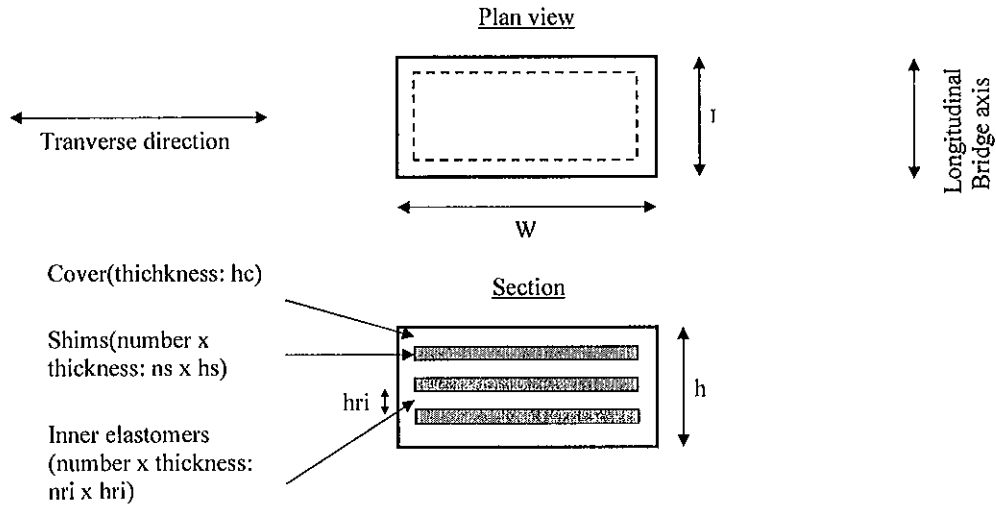 Plan view
Tranverse direction
L
Longitudinal
Bridge axis
W
Cover(thichkness: hc)
Section
Shims(number x
thickness: ns x hs)
hri
h
Inner elastomers
(number x thickness:
nri x hri)